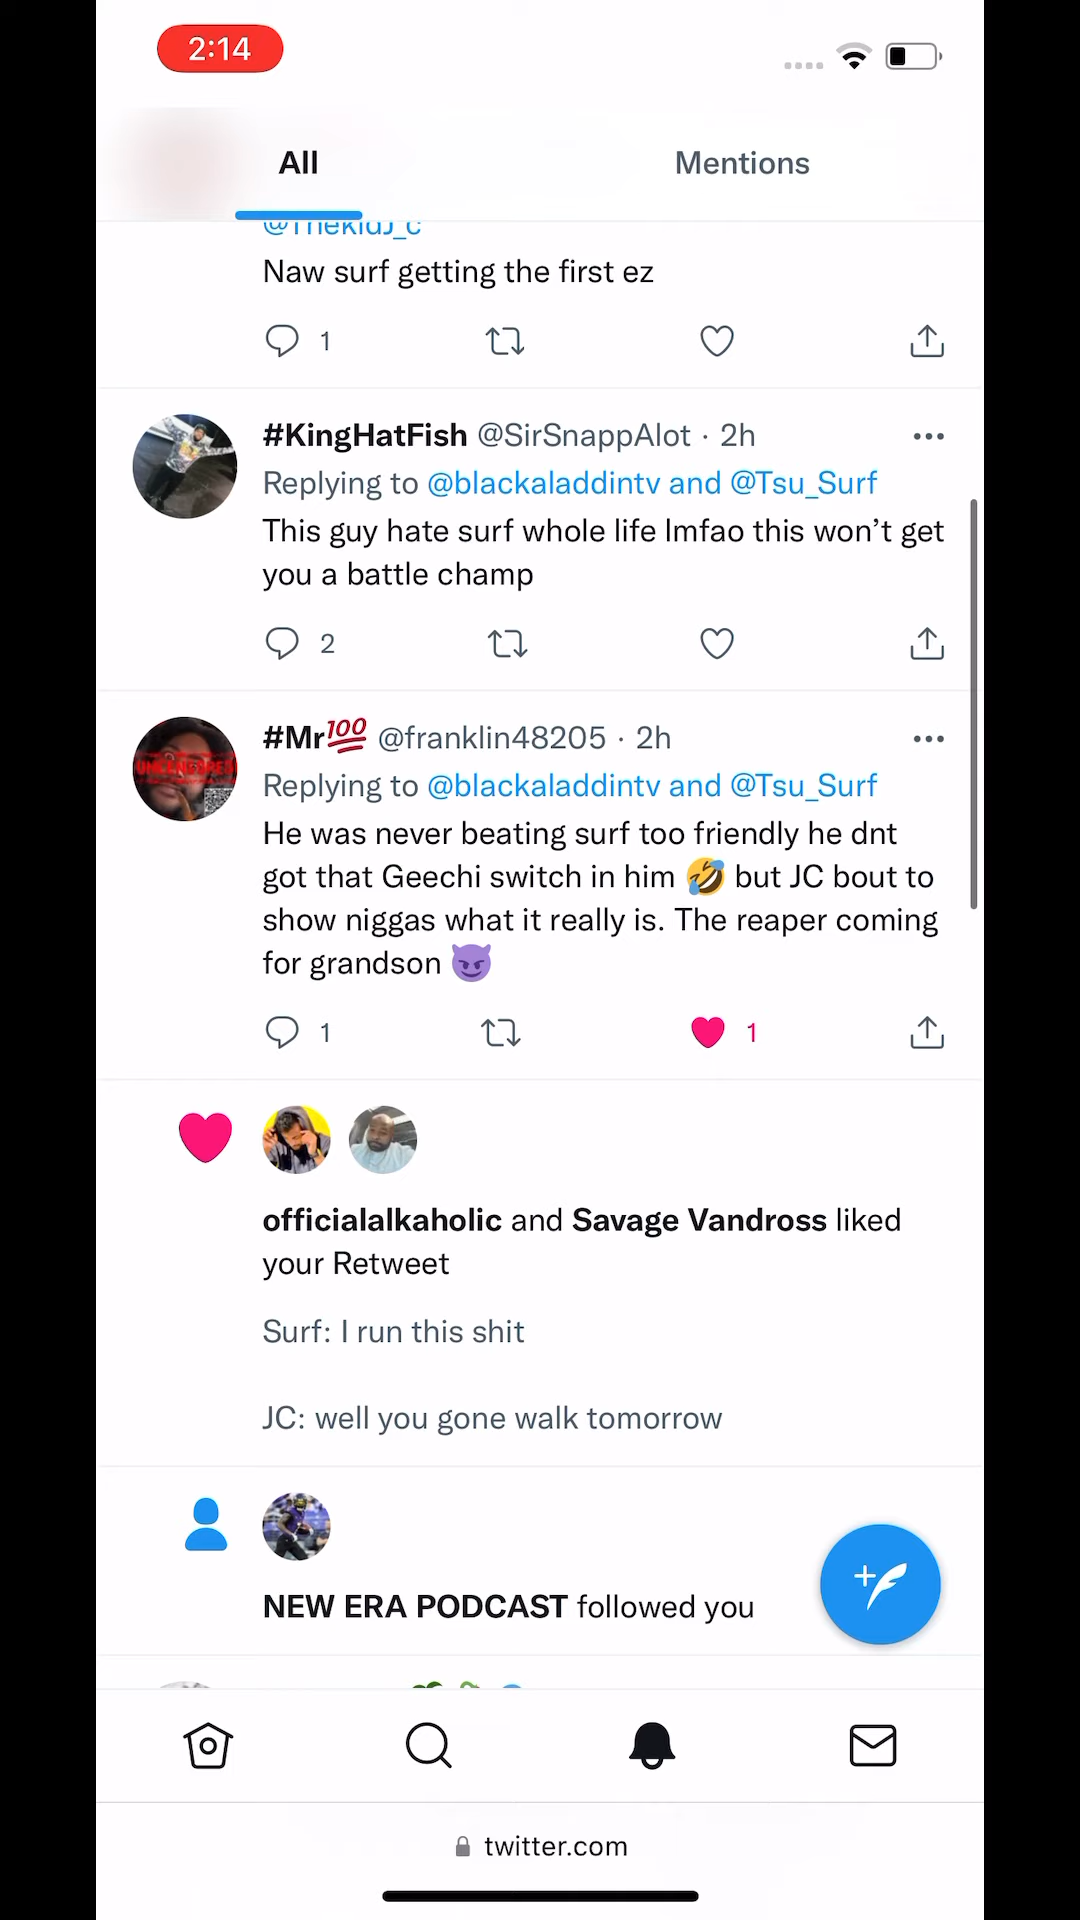 2:14
All
Mentions
@ThekidJ_c
Naw surf getting the first ez
1
#KingHatFish @SirSnappAlot · 2h
Replying to @blackaladdintv and @Tsu_Surf
This guy hate surf whole life lmfao this won’t get
you a battle champ
2
#Mr💯 @franklin48205 · 2h
Replying to @blackaladdintv and @Tsu_Surf
He was never beating surf too friendly he dnt
got that Geechi switch in him 🤣 but JC bout to
show niggas what it really is. The reaper coming
for grandson 😈
1
1
officialalkaholic and Savage Vandross liked
your Retweet
Surf: I run this shit
JC: well you gone walk tomorrow
NEW ERA PODCAST followed you
twitter.com